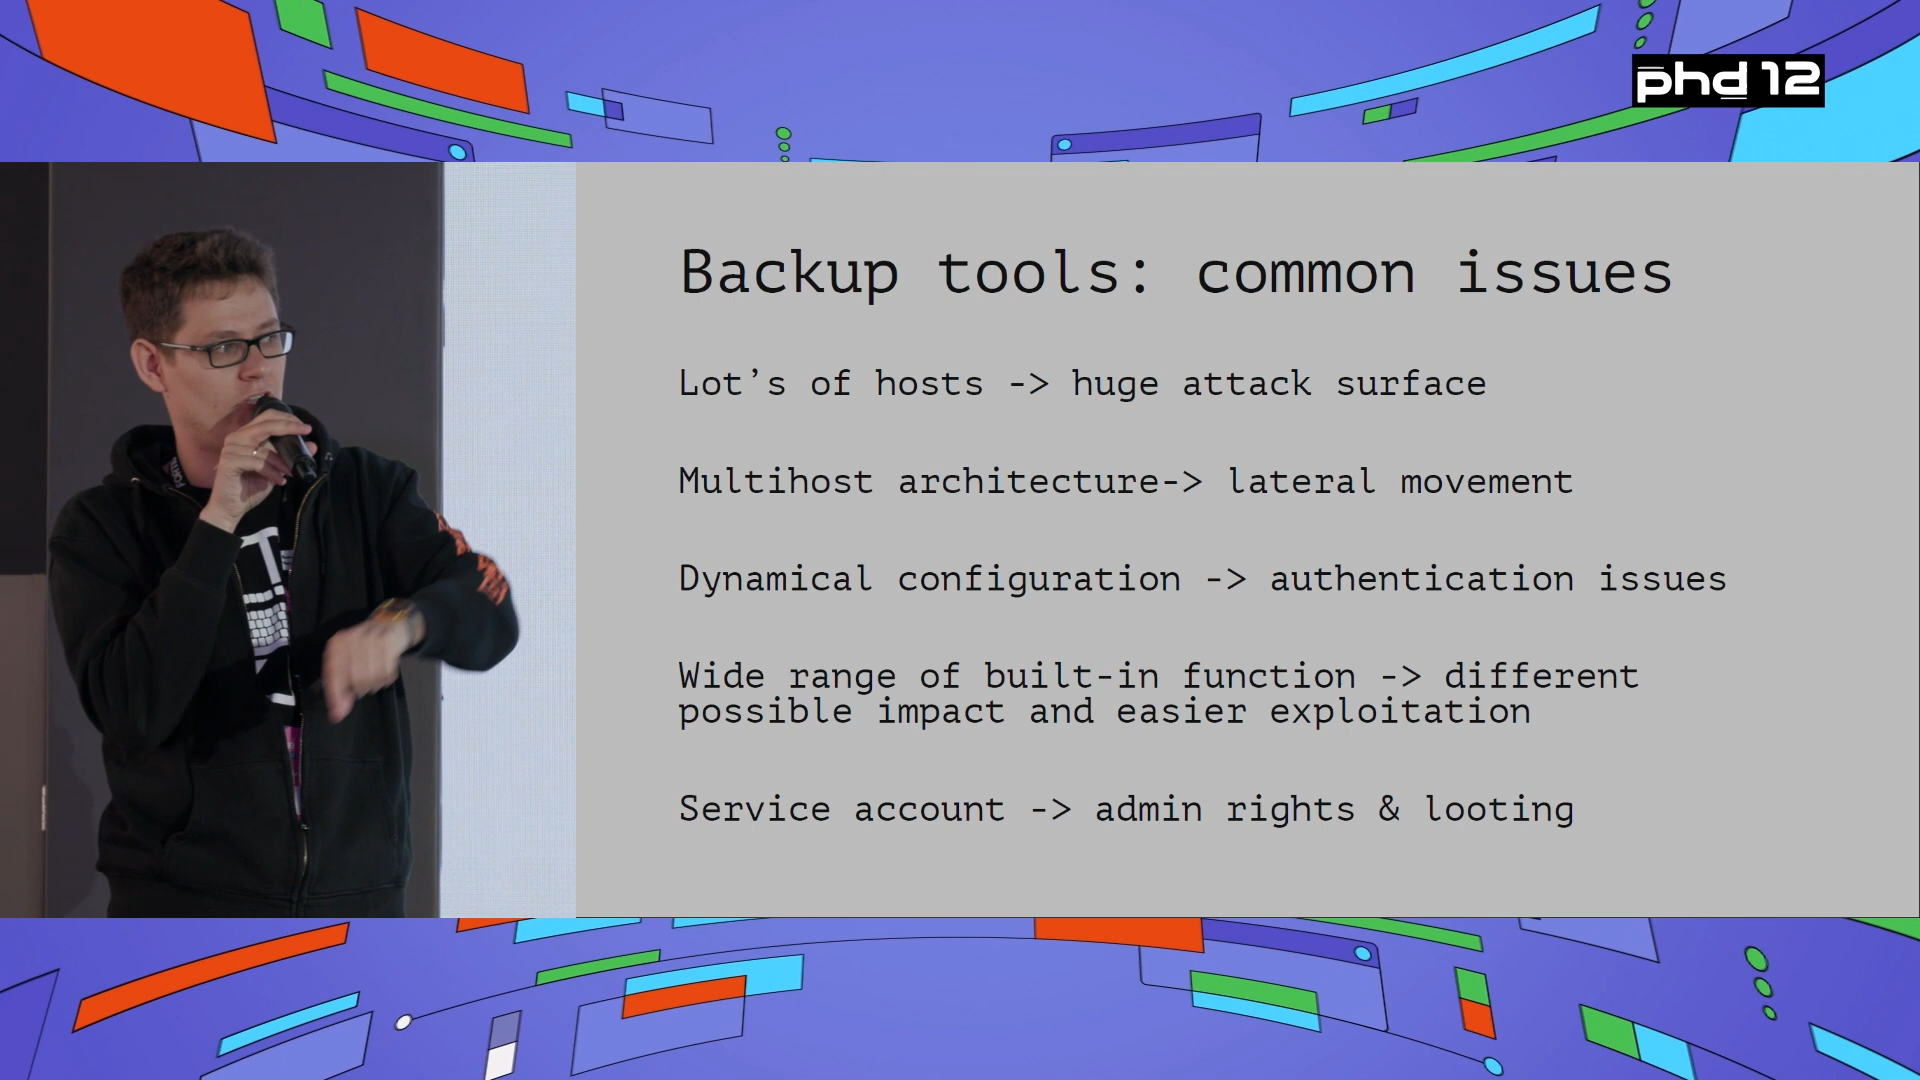 phd 12
Backup tools: common issues
Lot’s of hosts -> huge attack surface
Multihost architecture-> lateral movement
Dynamical configuration -> authentication issues
Wide range of built-in function -> different
possible impact and easier exploitation
Service account -> admin rights & looting